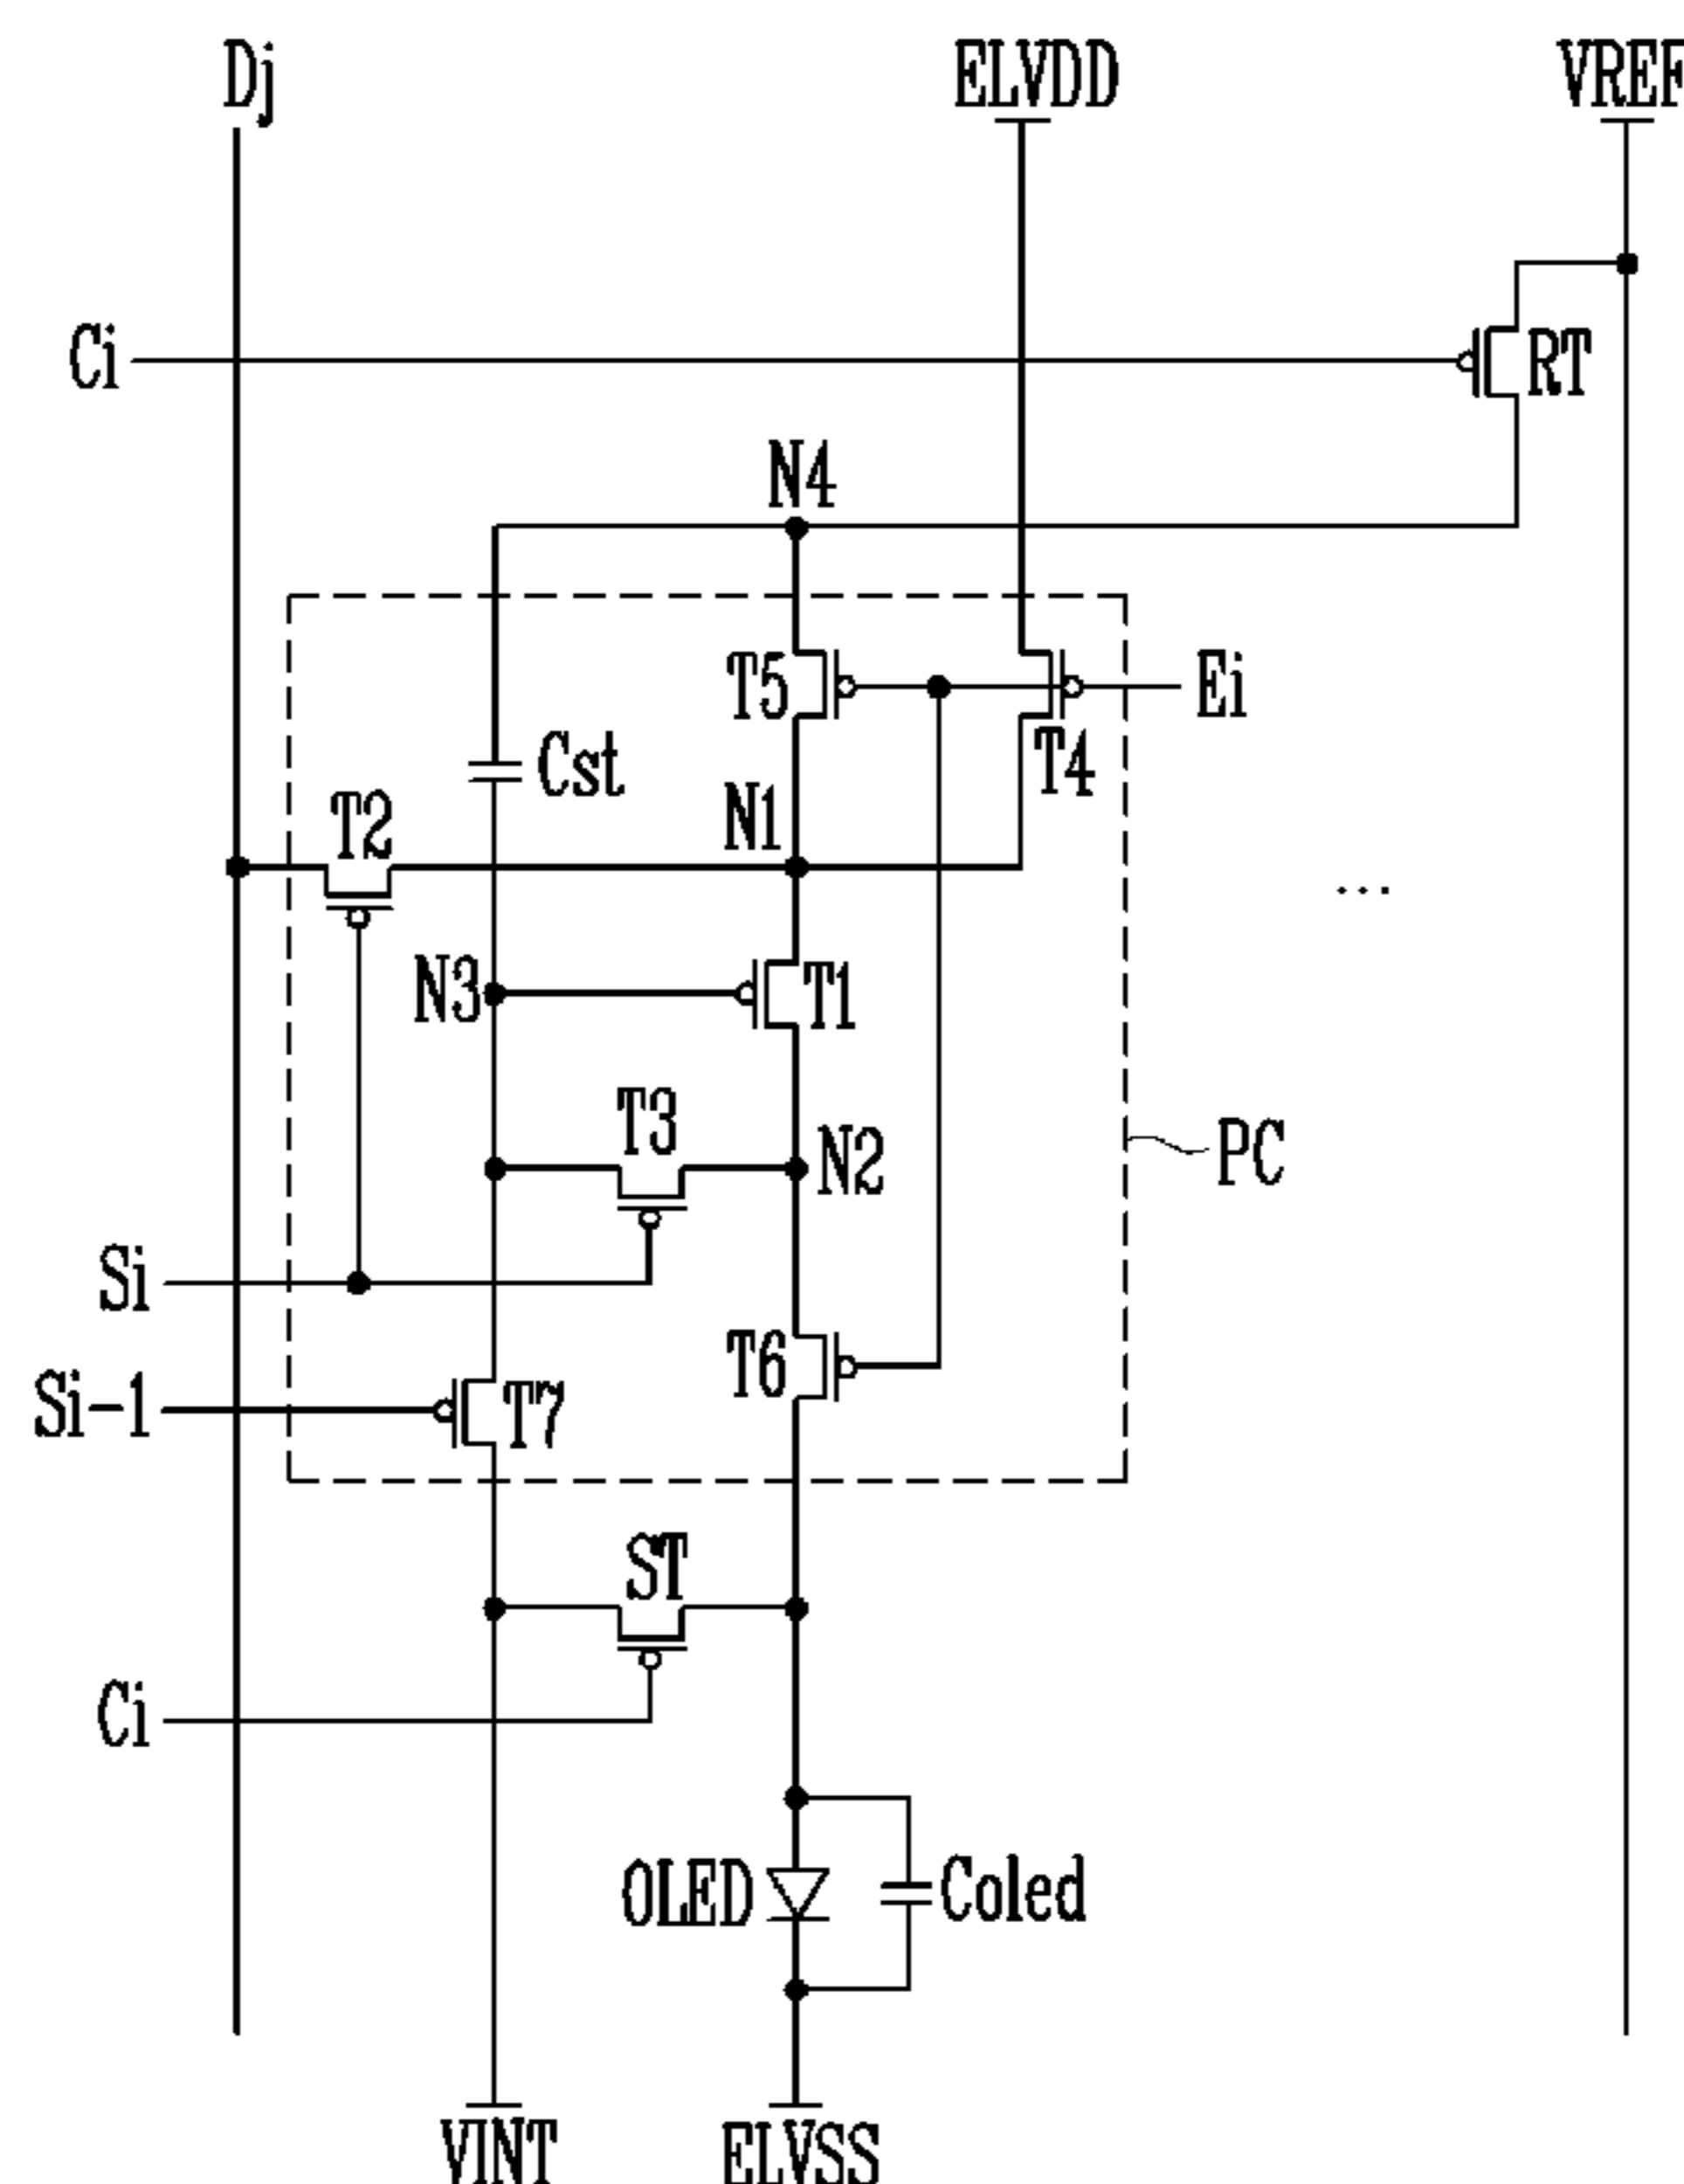 Dj
ELVDD
VREF
Ci
RT
N4
T5
Ei
T4
Cst
T2
N1
...
N3
T1
T3
N2
PC
Si
T6
Si-1
T7
ST
Ci
OLED
Coled
VINT
ELVSS